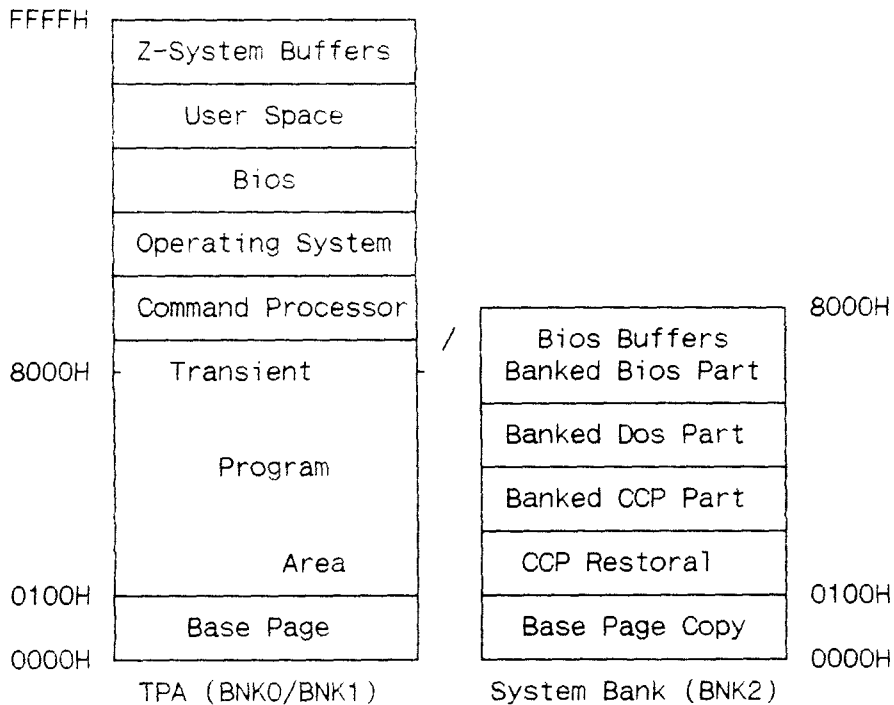 FFFFH
Z-System Buffers
User Space
Bios
Operating System
Command Processor
8000H
Transient
Program
Area
0100H
Base Page
0000H
TPA (BNK0/BNK1)
/
8000H
Bios Buffers
Banked Bios Part
Banked Dos Part
Banked CCP Part
CCP Restoral
0100H
Base Page Copy
0000H
System Bank (BNK2)